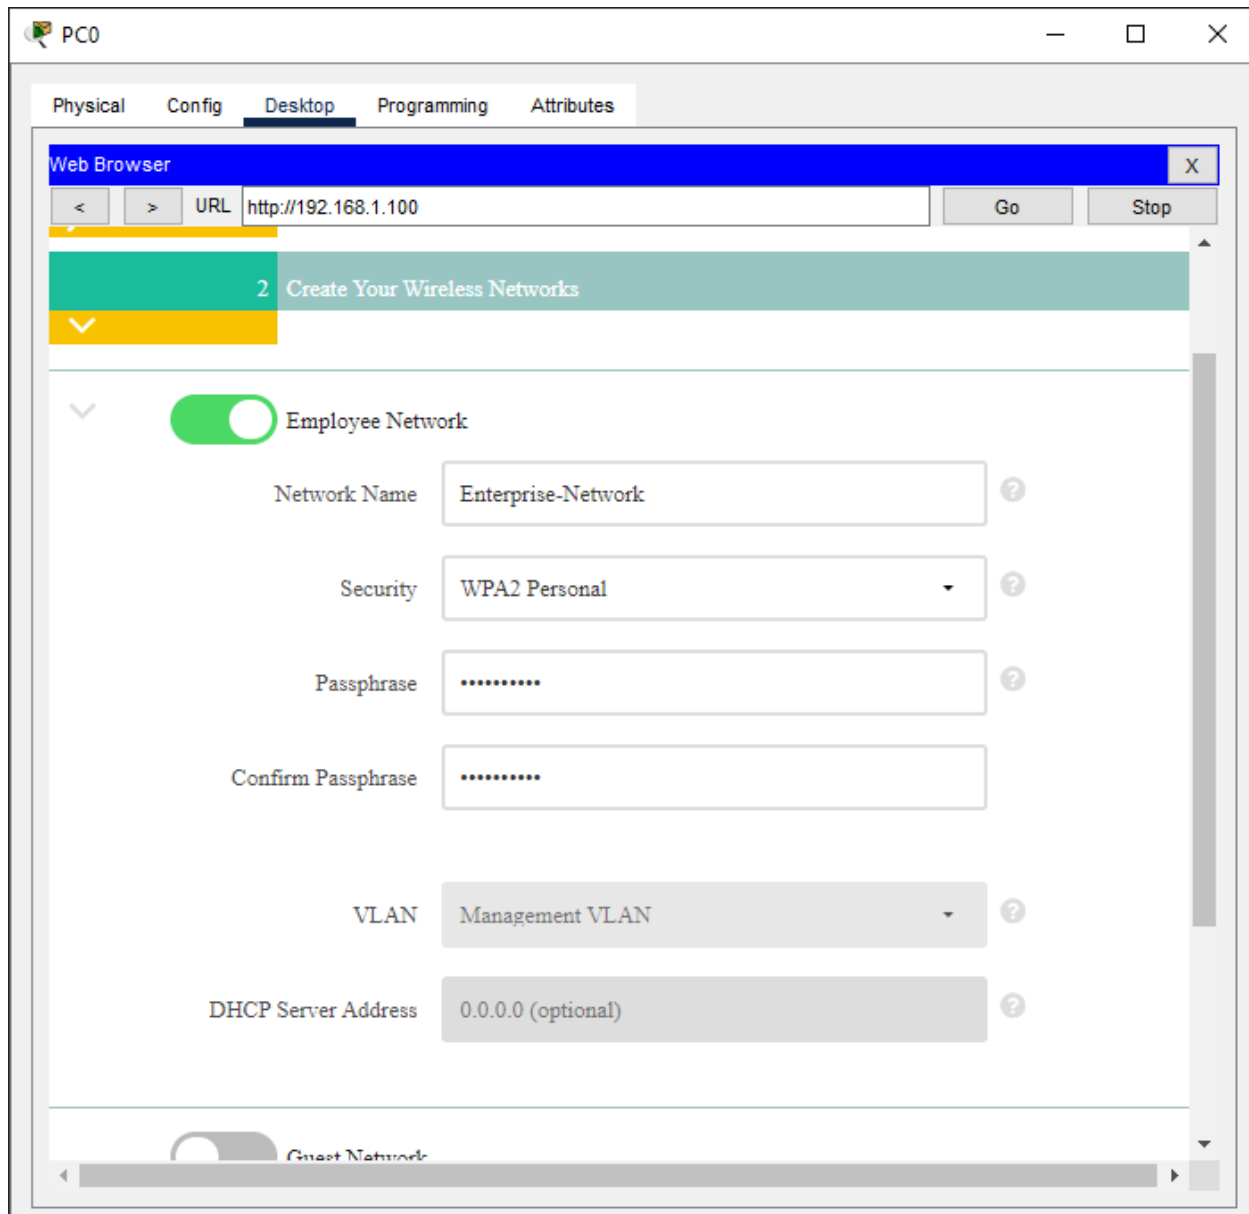 PC0
Physical Config Desktop Programming Attributes
Web Browser X
< > URL http://192.168.1.100 Go Stop
2 Create Your Wireless Networks
Employee Network
Network Name Enterprise-Network ?
Security WPA2 Personal ?
Passphrase •••••••••• ?
Confirm Passphrase ••••••••••
VLAN Management VLAN ?
DHCP Server Address 0.0.0.0 (optional) ?
Guest Network